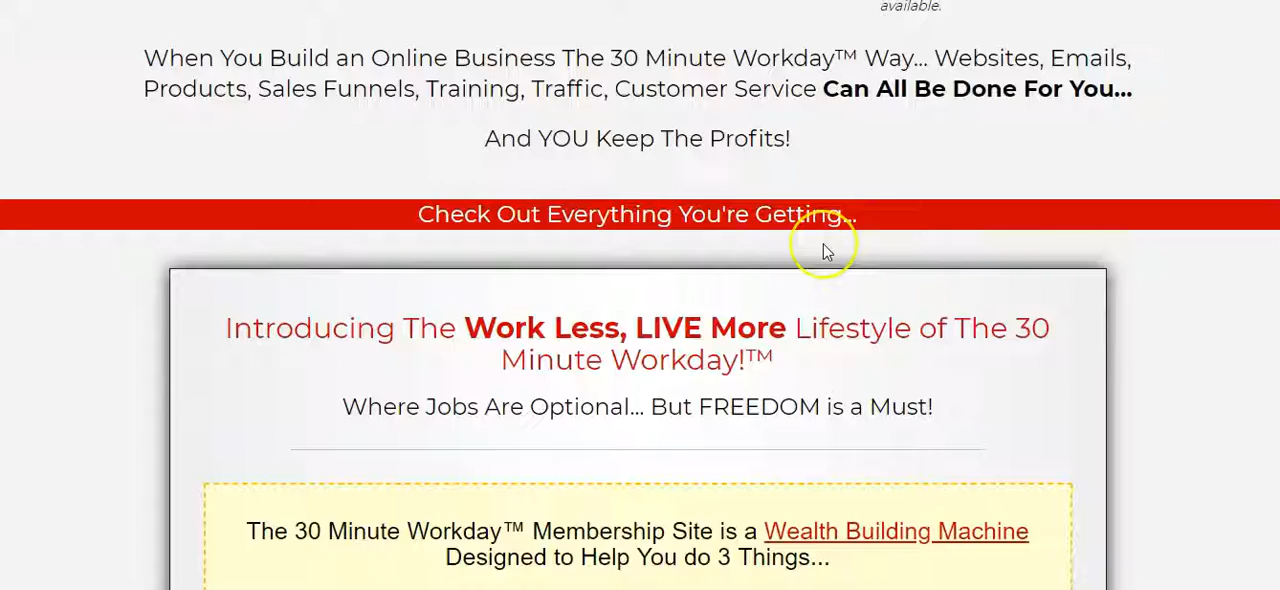 available.
When You Build an Online Business The 30 Minute Workday™ Way... Websites, Emails,
Products, Sales Funnels, Training, Traffic, Customer Service Can All Be Done For You...
And YOU Keep The Profits!
Check Out Everything You're Getting...
Introducing The Work Less, LIVE More Lifestyle of The 30
Minute Workday!™
Where Jobs Are Optional... But FREEDOM is a Must!
The 30 Minute Workday™ Membership Site is a Wealth Building Machine
Designed to Help You do 3 Things...